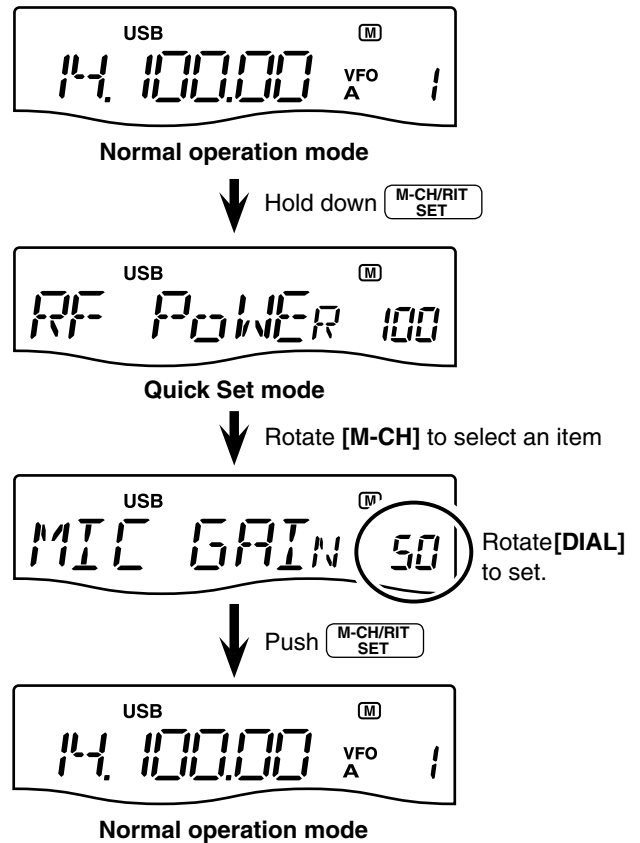 USB M
14.100.00 VFO A 1
Normal operation mode
Hold down M-CH/RIT SET
USB M
RF PoWER 100
Quick Set mode
Rotate [M-CH] to select an item
USB M
MIC GAIN 50
Rotate[DIAL]
to set.
Push M-CH/RIT SET
USB M
14.100.00 VFO A 1
Normal operation mode